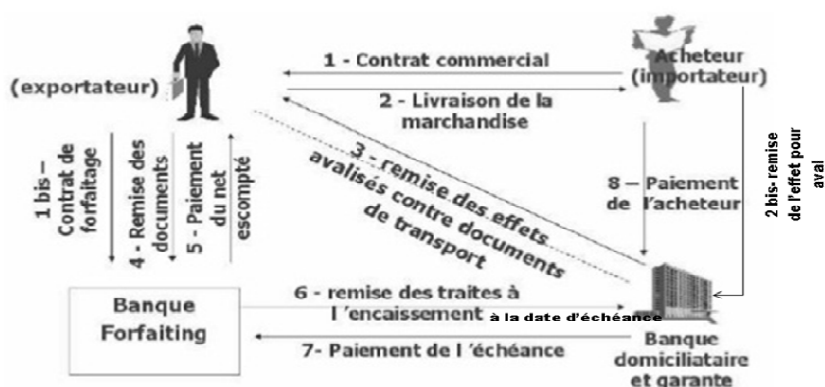 1 - Contrat commercial
Acheteur
(importateur)
(exportateur)
2 - Livraison de la
marchandise
3 - remise des effets
avalisés contre documents
de transport
1 bis –
Contrat de
forfaitage
4 - Remise des
documents
5 - Paiement
du net
escompté
8 – Paiement
de l'acheteur
2 bis- remise
de l'effet pour
aval
Banque
Forfaiting
6 - remise des traites à
l 'encaissement à la date d'échéance
7- Paiement de l 'échéance
Banque
domiciliataire
et garante